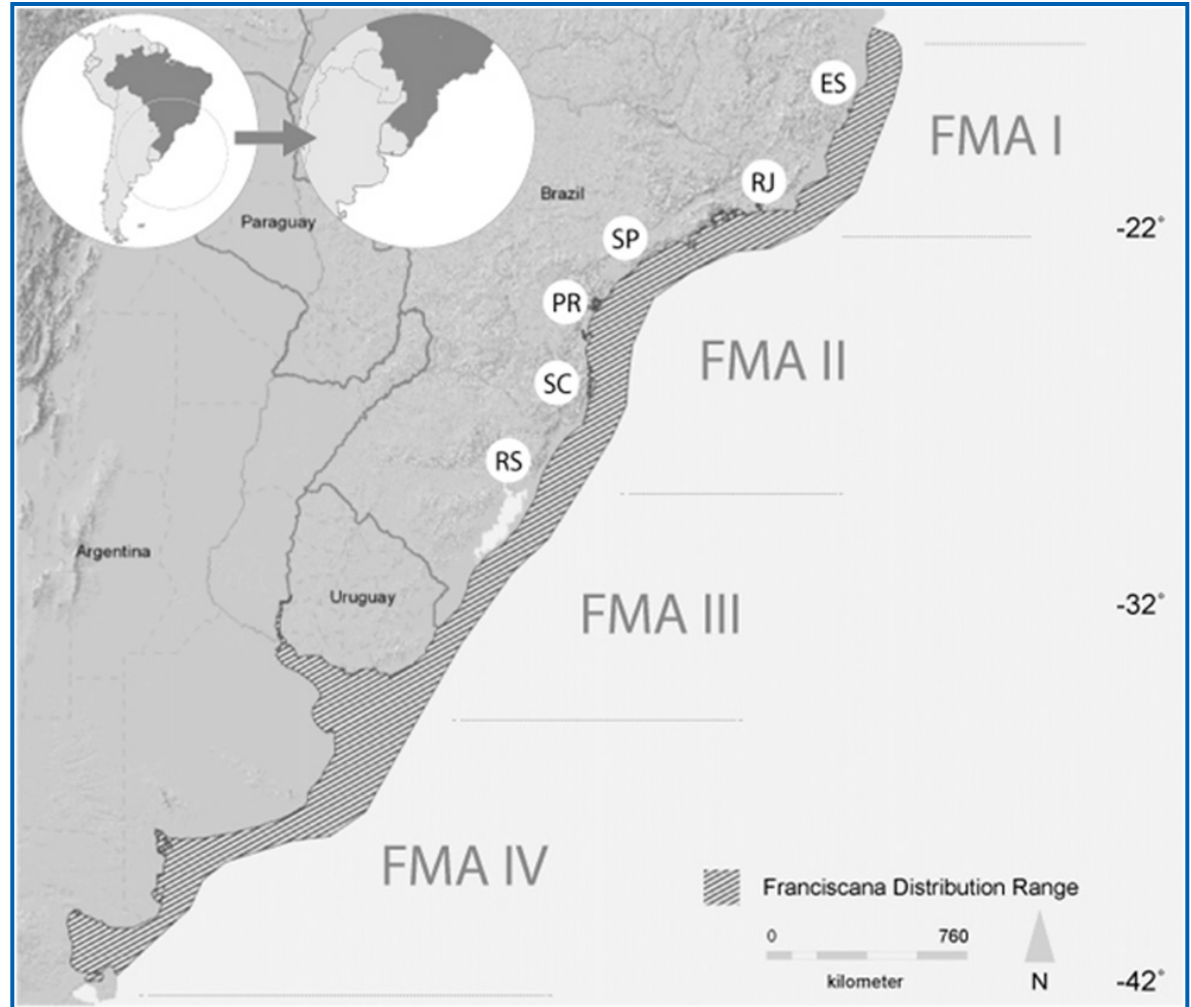 ES
FMA I
RJ
Brazil
Paraguay
-22°
SP
PR
FMA II
SC
RS
Argentina
Uruguay
FMA III
-32°
FMA IV
Franciscana Distribution Range
0 760
kilometer
N
-42°